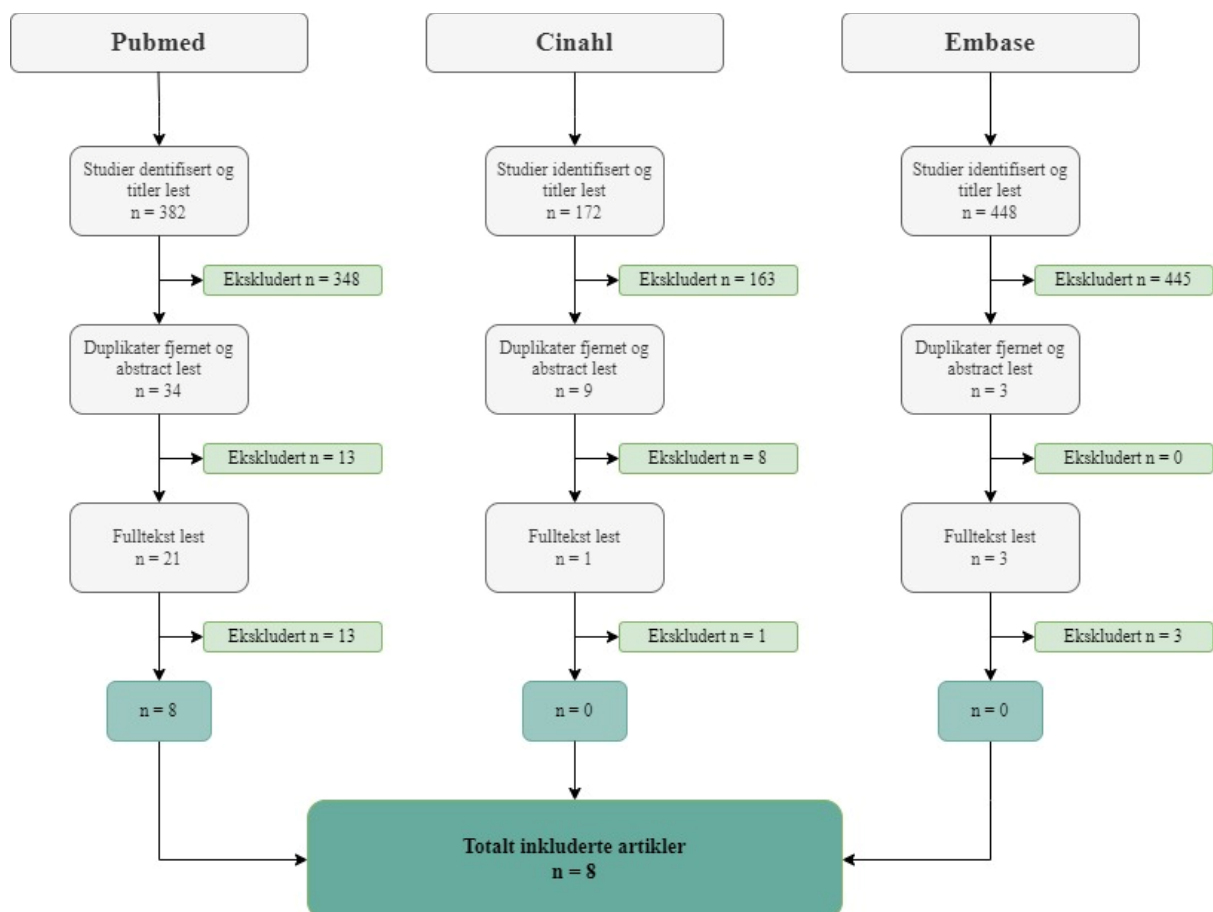 Pubmed
Cinahl
Embase
Studier dentifisert og
titler lest
n = 382
Studier identifisert og
titler lest
n = 172
Studier identifisert og
titler lest
n = 448
Ekskludert n = 348
Ekskludert n = 163
Ekskludert n = 445
Duplikater fjernet og
abstract lest
n = 34
Duplikater fjernet og
abstract lest
n = 9
Duplikater fjernet og
abstract lest
n = 3
Ekskludert n = 13
Ekskludert n = 8
Ekskludert n = 0
Fulltekst lest
n = 21
Fulltekst lest
n = 1
Fulltekst lest
n = 3
Ekskludert n = 13
Ekskludert n = 1
Ekskludert n = 3
n = 8
n = 0
n = 0
Totalt inkluderte artikler
n = 8